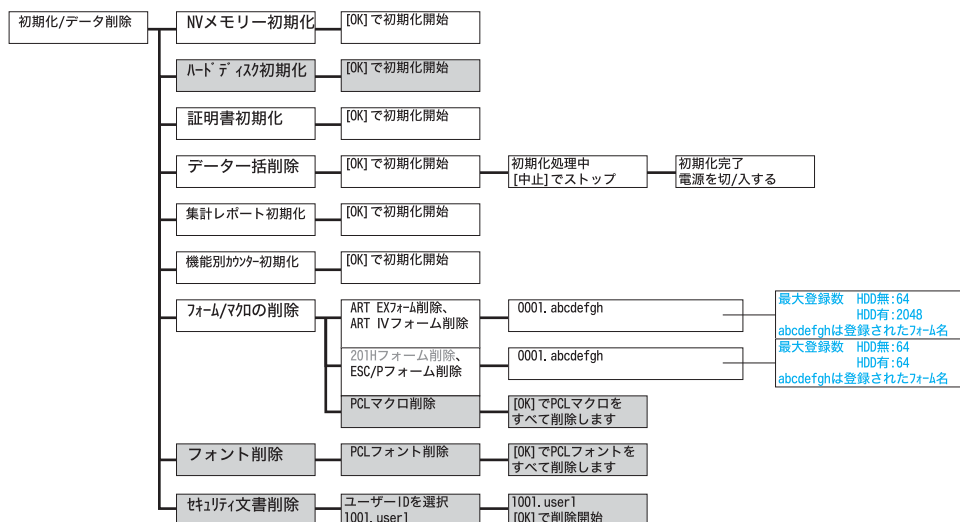 初期化/データ削除
NVメモリー初期化
[OK]で初期化開始
ﾊｰﾄﾞﾃﾞｨｽｸ初期化
[OK]で初期化開始
証明書初期化
[OK]で初期化開始
データ一括削除
[OK]で初期化開始
初期化処理中
[中止]でストップ
初期化完了
電源を切/入する
集計レポート初期化
[OK]で初期化開始
機能別ｶｳﾝﾀｰ初期化
[OK]で初期化開始
ﾌｫｰﾑ/ﾏｸﾛの削除
ART EXﾌｫｰﾑ削除、
ART IVフォーム削除
0001.abcdefgh
最大登録数 HDD無:64
HDD有:2048
abcdefghは登録されたﾌｫｰﾑ名
201Hフォーム削除、
ESC/Pフォーム削除
0001.abcdefgh
最大登録数 HDD無:64
HDD有:64
abcdefghは登録されたﾌｫｰﾑ名
PCLマクロ削除
[OK]でPCLマクロを
すべて削除します
フォント削除
PCLフォント削除
[OK]でPCLフォントを
すべて削除します
ｾｷｭﾘﾃｨ文書削除
ユーザーIDを選択
1001.user1
1001.user1
[OK]で削除開始